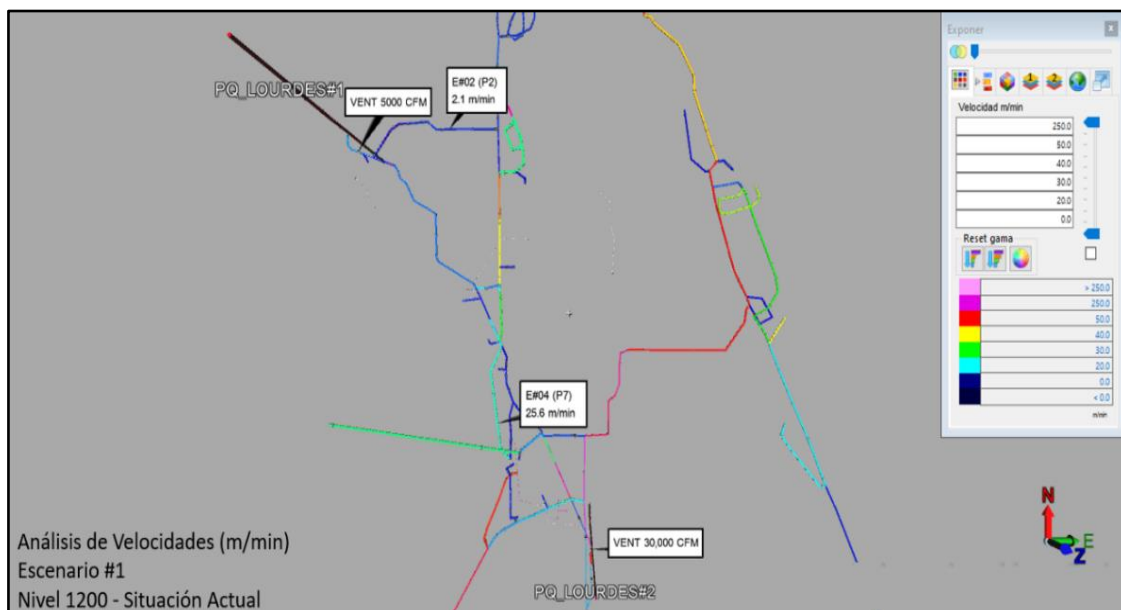 PQ_LOURDES#1
VENT 5000 CFM
E#02 (P2)
2.1 m/min
E#04 (P7)
25.6 m/min
VENT 30,000 CFM
PQ_LOURDES#2
Análisis de Velocidades (m/min)
Escenario #1
Nivel 1200 - Situación Actual
Exponer
x
1
2
Velocidad m/min
250.0
50.0
40.0
30.0
20.0
0.0
Reset gama
> 250.0
250.0
50.0
40.0
30.0
20.0
0.0
< 0.0
m/min
N
E
Z